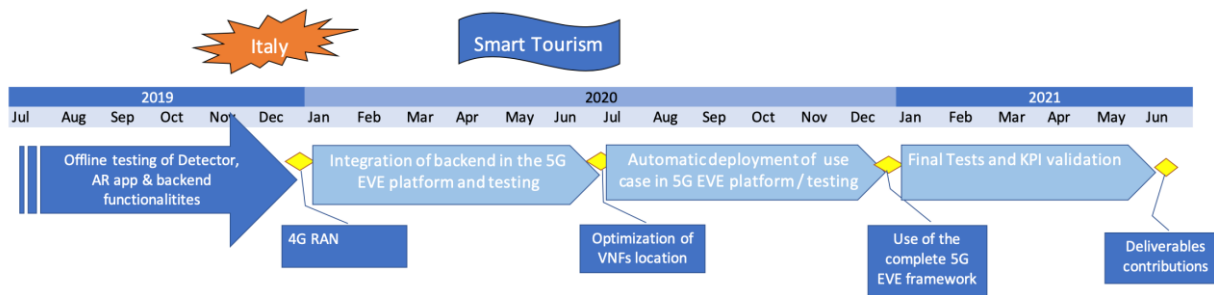 Italy
Smart Tourism
2019 2020 2021
Jul Aug Sep Oct Nov Dec Jan Feb Mar Apr May Jun Jul Aug Sep Oct Nov Dec Jan Feb Mar Apr May Jun
Offline testing of Detector,
AR app & backend
functionalitites
Integration of backend in the 5G
EVE platform and testing
Automatic deployment of use
case in 5G EVE platform / testing
Final Tests and KPI validation
4G RAN
Optimization of
VNFs location
Use of the
complete 5G
EVE framework
Deliverables
contributions